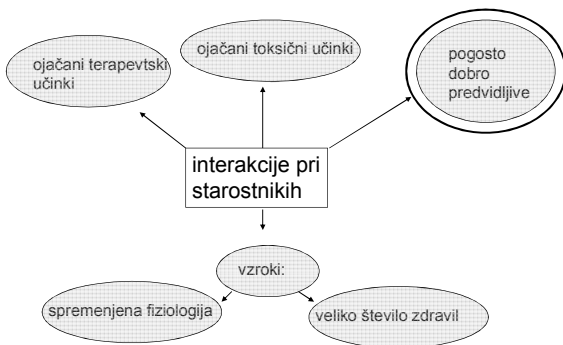 ojačani terapevtski
učinki
ojačani toksični učinki
pogosto
dobro
predvidljive
interakcije pri
starostnikih
vzroki:
spremenjena fiziologija
veliko število zdravil